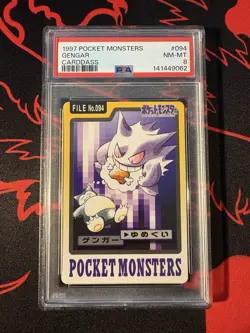 1997 POCKET MONSTERS #094
GENGAR NM-MT
CARDDASS 8
PSA 141449062
FILE No.094
ポケットモンスター
ゲンガー ▶ゆめくい
POCKET MONSTERS